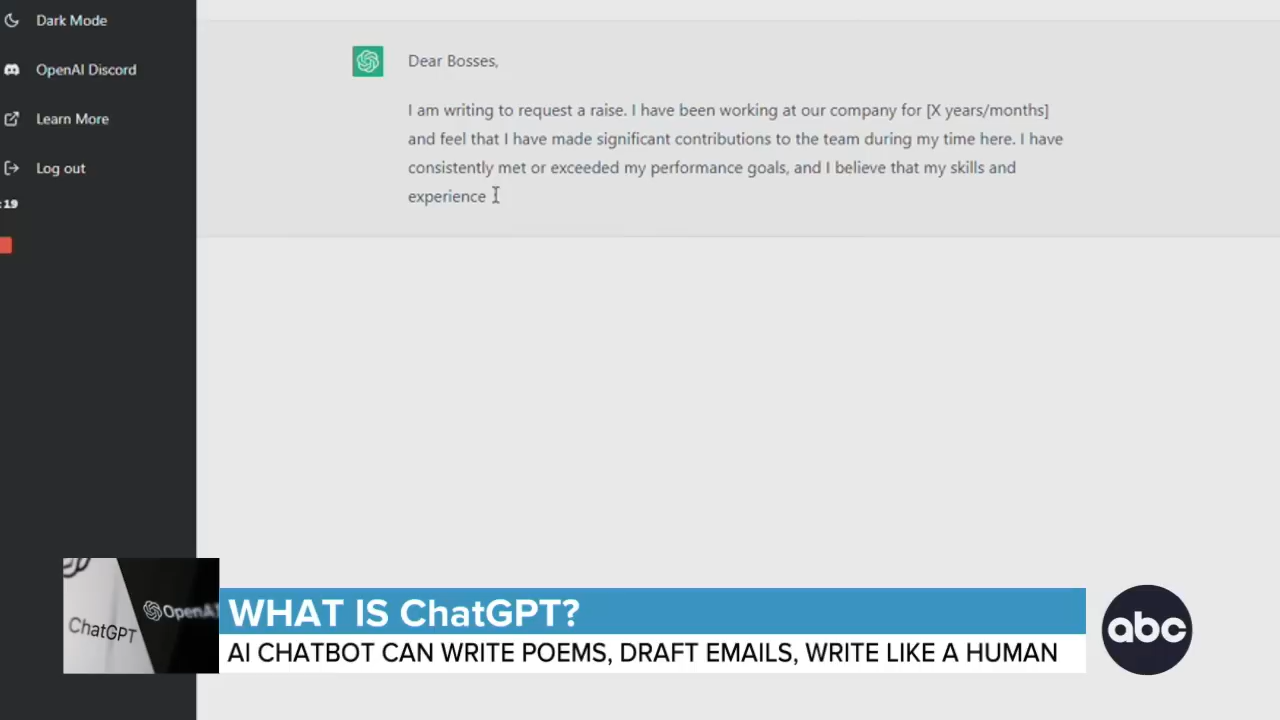 Dark Mode
OpenAI Discord
Learn More
Log out
:19
Dear Bosses,
I am writing to request a raise. I have been working at our company for [X years/months]
and feel that I have made significant contributions to the team during my time here. I have
consistently met or exceeded my performance goals, and I believe that my skills and
experience
ChatGPT
OpenAI
WHAT IS ChatGPT?
AI CHATBOT CAN WRITE POEMS, DRAFT EMAILS, WRITE LIKE A HUMAN
abc